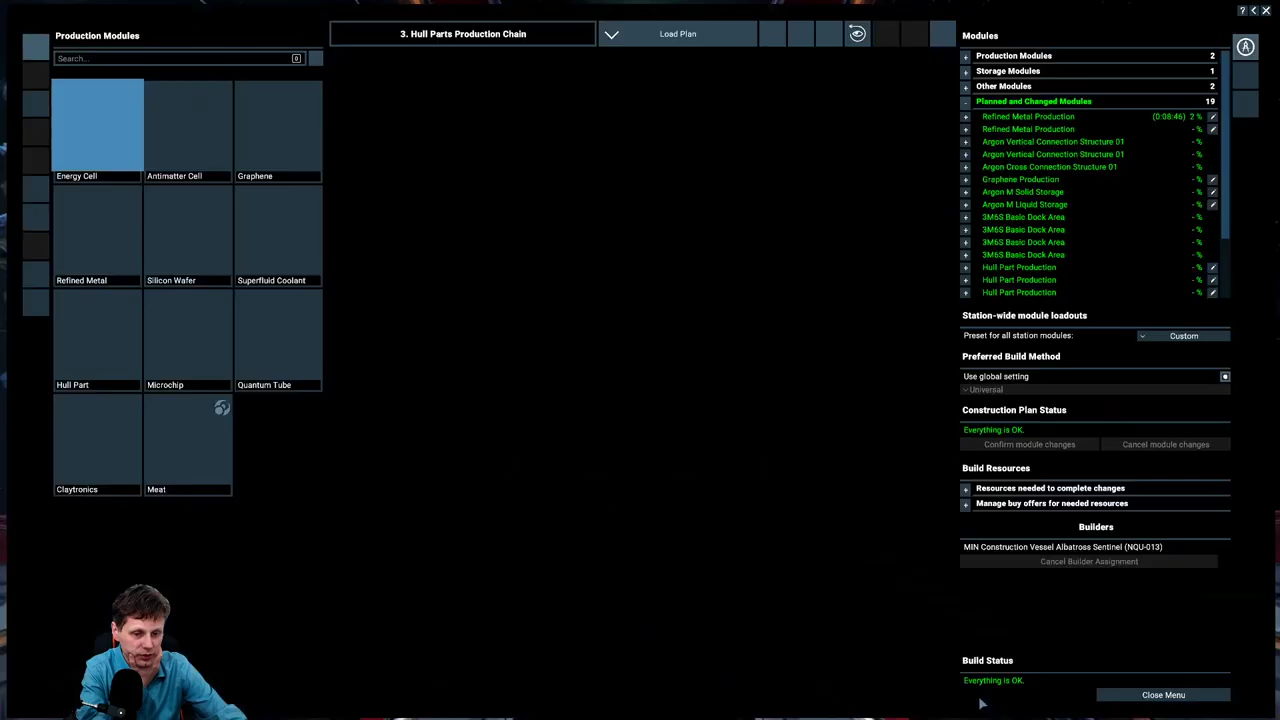 Production Modules
Search...
Energy Cell
Antimatter Cell
Graphene
Refined Metal
Silicon Wafer
Superfluid Coolant
Hull Part
Microchip
Quantum Tube
Claytronics
Meat
3. Hull Parts Production Chain
Load Plan
Modules
+ Production Modules 2
+ Storage Modules 1
+ Other Modules 2
- Planned and Changed Modules 19
+ Refined Metal Production (0:08:46) 2 %
+ Refined Metal Production - %
+ Argon Vertical Connection Structure 01 - %
+ Argon Vertical Connection Structure 01 - %
+ Argon Cross Connection Structure 01 - %
+ Graphene Production - %
+ Argon M Solid Storage - %
+ Argon M Liquid Storage - %
+ 3M6S Basic Dock Area - %
+ 3M6S Basic Dock Area - %
+ 3M6S Basic Dock Area - %
+ 3M6S Basic Dock Area - %
+ Hull Part Production - %
+ Hull Part Production - %
+ Hull Part Production - %
Station-wide module loadouts
Preset for all station modules: Custom
Preferred Build Method
Use global setting
Universal
Construction Plan Status
Everything is OK.
Confirm module changes Cancel module changes
Build Resources
+ Resources needed to complete changes
+ Manage buy offers for needed resources
Builders
MIN Construction Vessel Albatross Sentinel (NQU-013)
Cancel Builder Assignment
Build Status
Everything is OK.
Close Menu